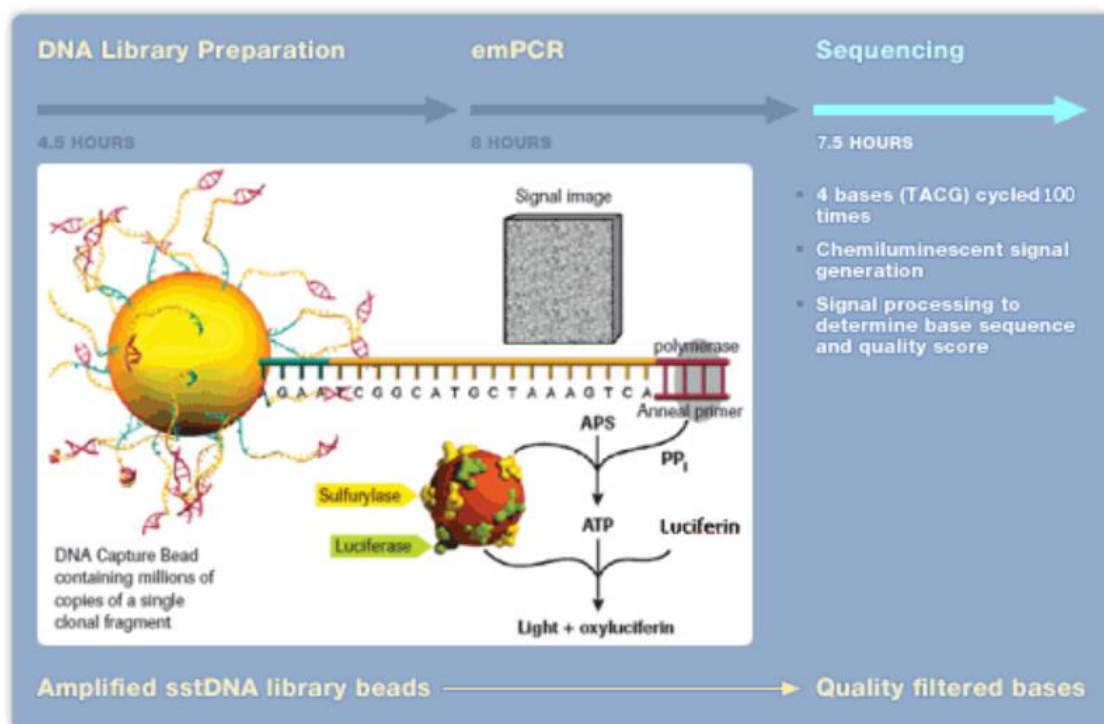 DNA Library Preparation
emPCR
Sequencing
4.5 HOURS
8 HOURS
7.5 HOURS
4 bases (TACG) cycled 100
times
Chemiluminescent signal
generation
Signal processing to
determine base sequence
and quality score
Signal image
polymerase
A G A A T C G G C A T G C T A A A G T C A
Anneal primer
APS
PPi
Sulfurylase
ATP
Luciferin
Luciferase
DNA Capture Bead
containing millions of
copies of a single
clonal fragment
Light + oxyluciferin
Amplified sstDNA library beads
Quality filtered bases